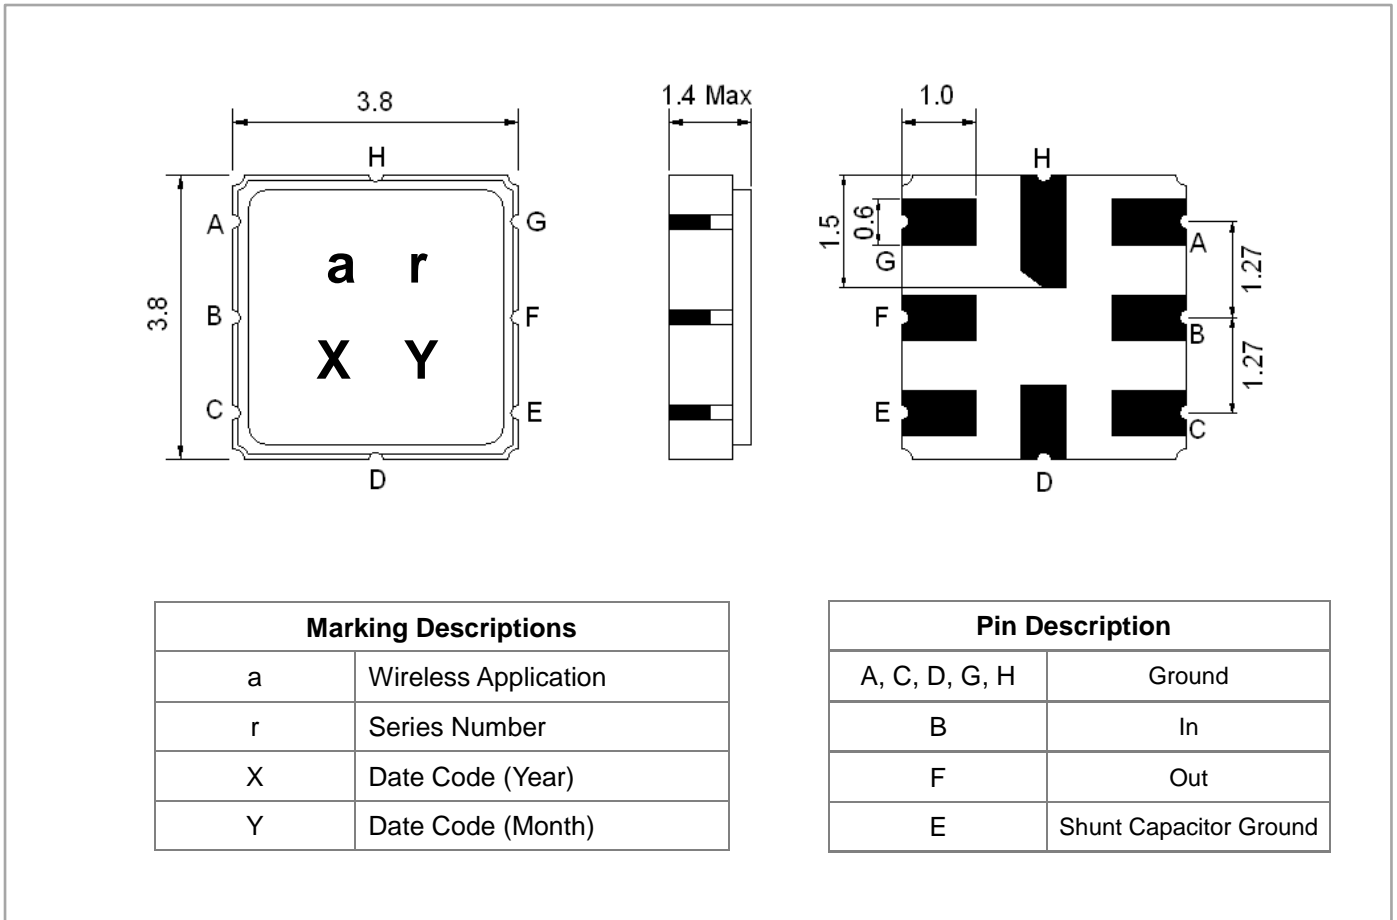 3.8
1.4 Max
1.0
H
H
A
G
1.5
0.6
G
A
1.27
a r
3.8
B
F
F
B
X Y
1.27
C
E
E
C
D
D
Marking Descriptions
a Wireless Application
r Series Number
X Date Code (Year)
Y Date Code (Month)
Pin Description
A, C, D, G, H Ground
B In
F Out
E Shunt Capacitor Ground